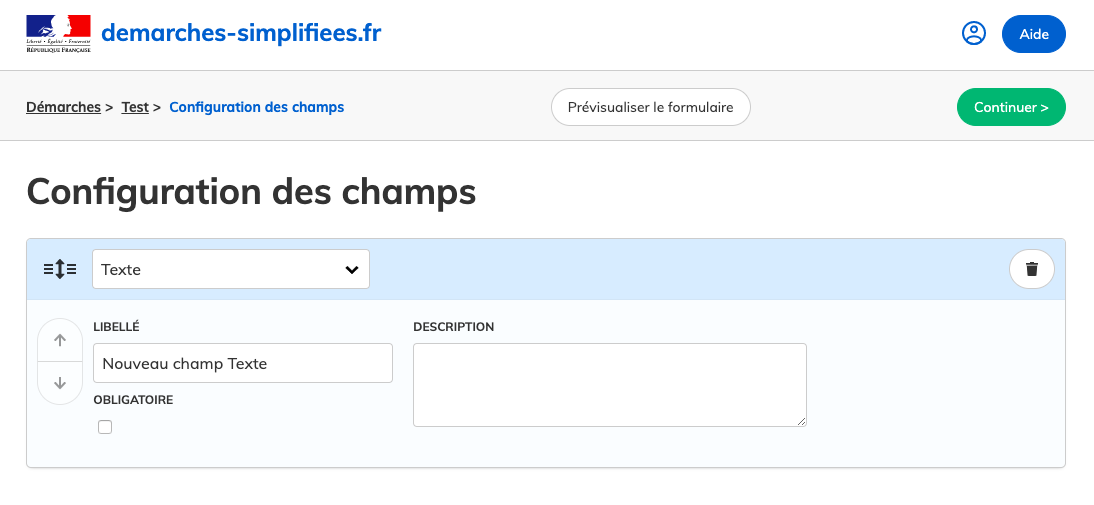 demarches-simplifiees.fr
Liberté • Égalité • Fraternité
RÉPUBLIQUE FRANÇAISE
Aide
Démarches > Test > Configuration des champs
Prévisualiser le formulaire
Continuer >
Configuration des champs
Texte
LIBELLÉ
DESCRIPTION
Nouveau champ Texte
OBLIGATOIRE